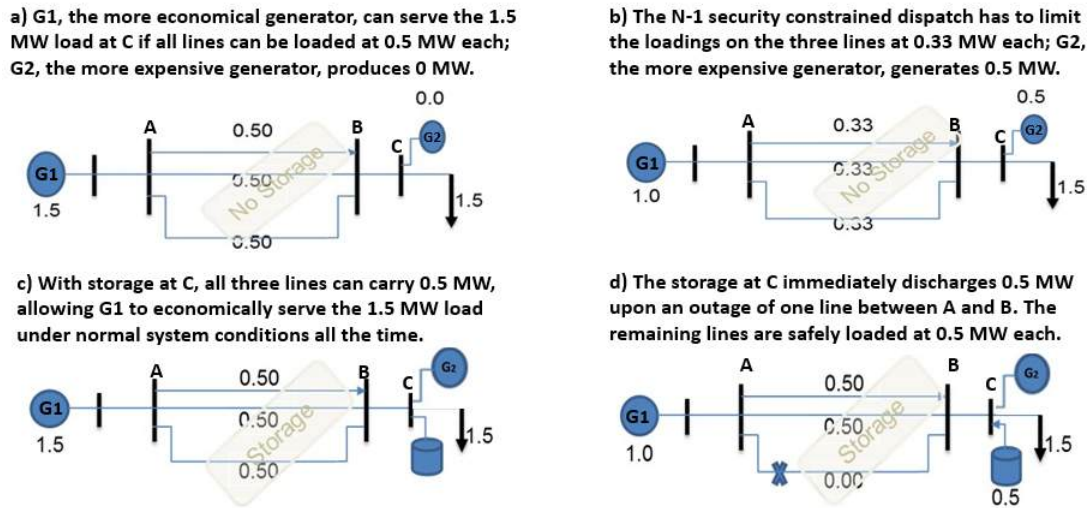 a) G1, the more economical generator, can serve the 1.5
MW load at C if all lines can be loaded at 0.5 MW each;
G2, the more expensive generator, produces 0 MW.
0.0
A
0.50
B
C
G2
G1
0.50
No Storage
1.5
1.5
0.50
b) The N-1 security constrained dispatch has to limit
the loadings on the three lines at 0.33 MW each; G2,
the more expensive generator, generates 0.5 MW.
0.5
A
0.33
B
C
G2
G1
0.33
No Storage
1.0
1.5
0.33
c) With storage at C, all three lines can carry 0.5 MW,
allowing G1 to economically serve the 1.5 MW load
under normal system conditions all the time.
A
0.50
B
C
G2
G1
0.50
Storage
1.5
1.5
0.50
d) The storage at C immediately discharges 0.5 MW
upon an outage of one line between A and B. The
remaining lines are safely loaded at 0.5 MW each.
A
0.50
B
C
G2
G1
0.50
Storage
1.0
1.5
0.00
0.5